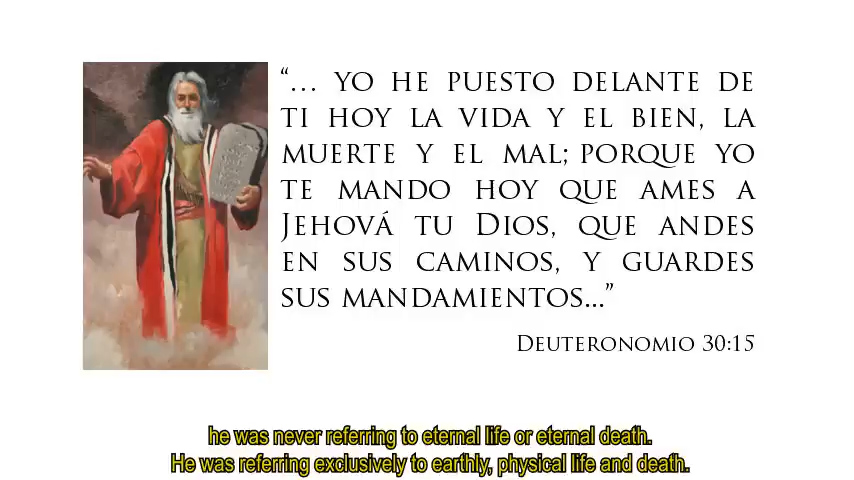 “... YO HE PUESTO DELANTE DE
TI HOY LA VIDA Y EL BIEN, LA
MUERTE Y EL MAL; PORQUE YO
TE MANDO HOY QUE AMES A
JEHOVÁ TU DIOS, QUE ANDES
EN SUS CAMINOS, Y GUARDES
SUS MANDAMIENTOS...”
DEUTERONOMIO 30:15
he was never referring to eternal life or eternal death.
He was referring exclusively to earthly, physical life and death.